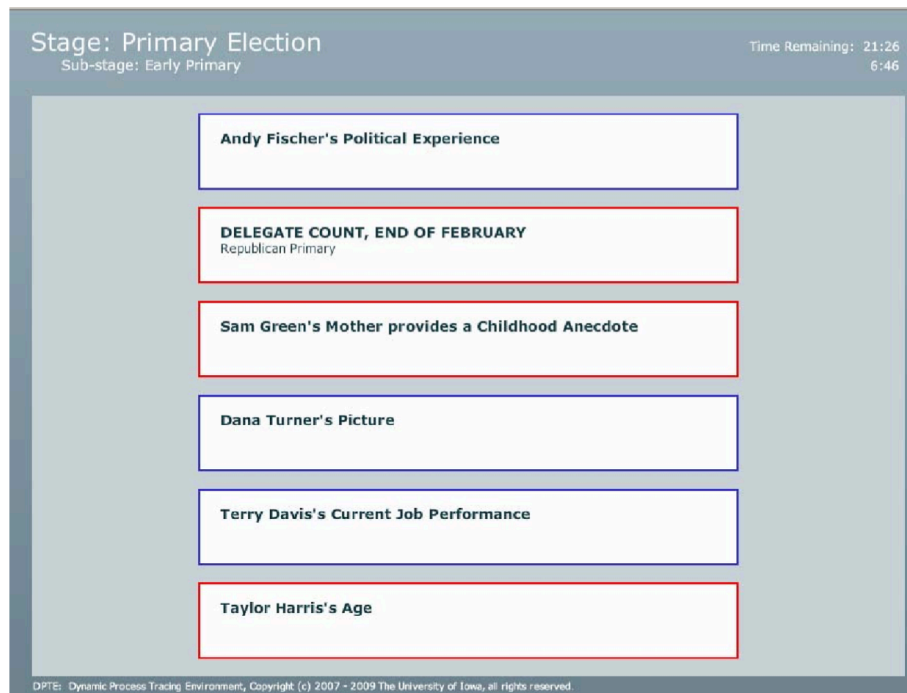 Stage: Primary Election
Sub-stage: Early Primary
Time Remaining: 21:26
6:46
Andy Fischer's Political Experience
DELEGATE COUNT, END OF FEBRUARY
Republican Primary
Sam Green's Mother provides a Childhood Anecdote
Dana Turner's Picture
Terry Davis's Current Job Performance
Taylor Harris's Age
DPTE: Dynamic Process Tracing Environment, Copyright (c) 2007 - 2009 The University of Iowa, all rights reserved.